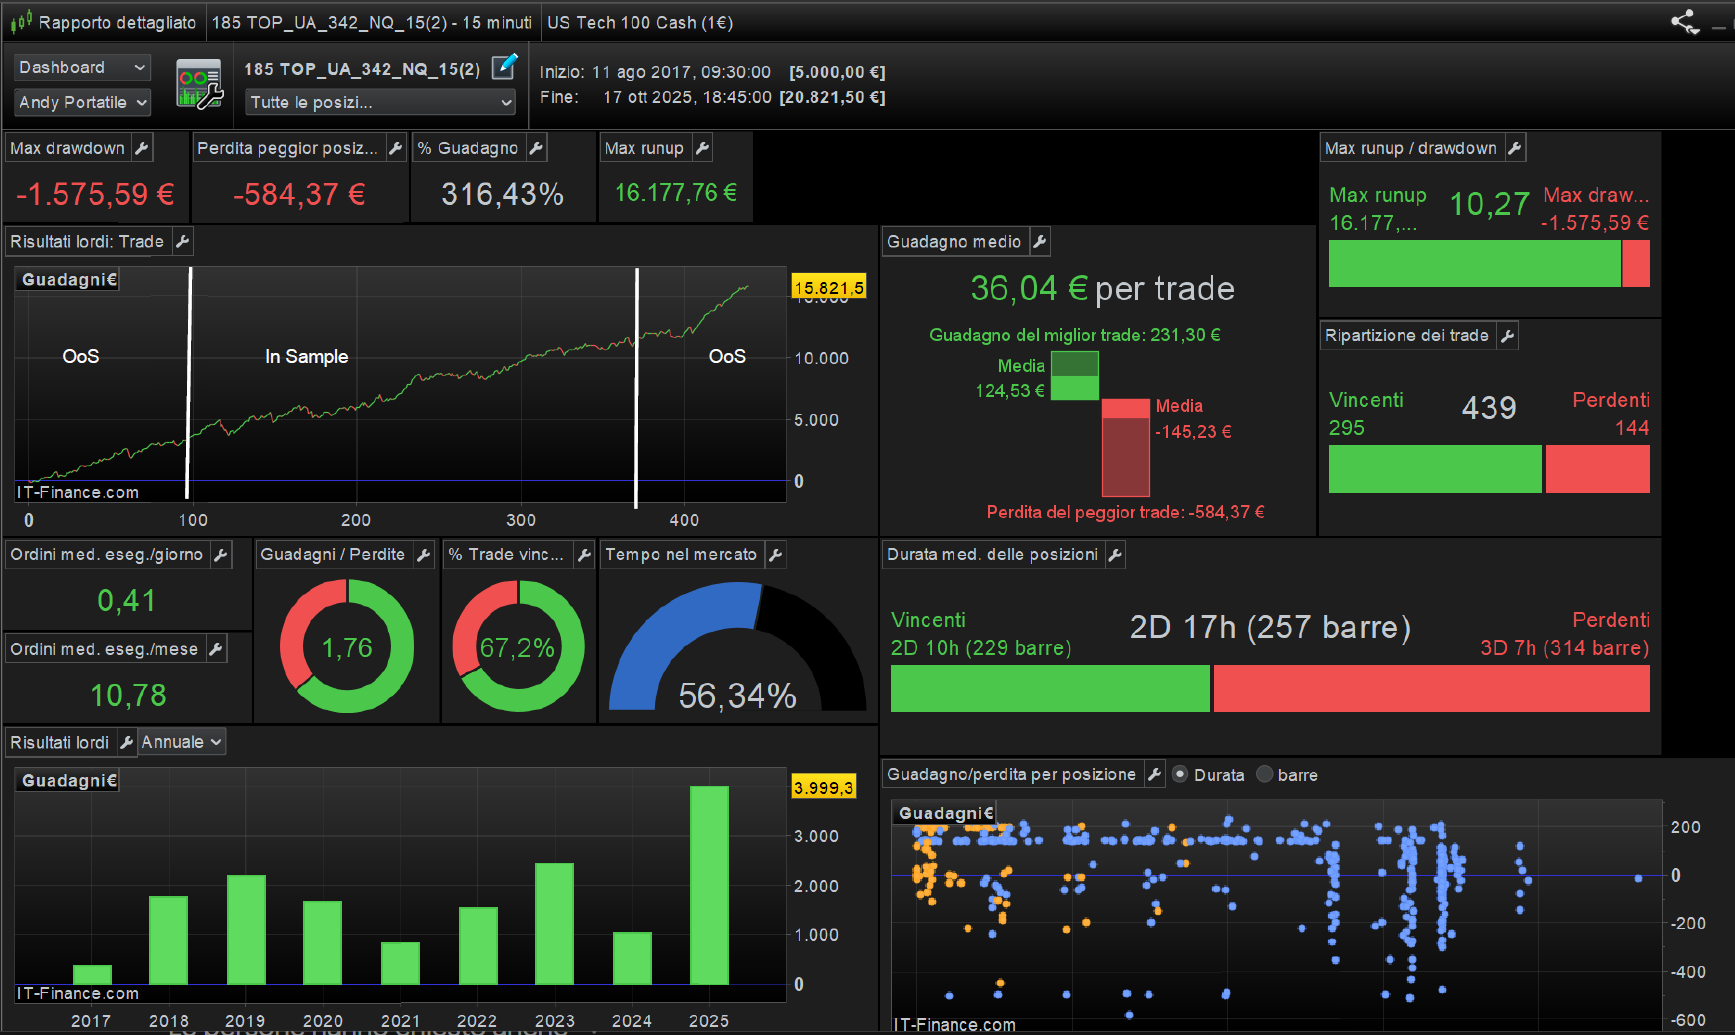 Rapporto dettagliato
185 TOP_UA_342_NQ_15(2) - 15 minuti
US Tech 100 Cash (1€)
Dashboard
Andy Portatile
185 TOP_UA_342_NQ_15(2)
Tutte le posizi...
Inizio: 11 ago 2017, 09:30:00 [5.000,00 €]
Fine: 17 ott 2025, 18:45:00 [20.821,50 €]
Max drawdown
-1.575,59 €
Perdita peggior posiz...
-584,37 €
% Guadagno
316,43%
Max runup
16.177,76 €
Max runup / drawdown
Max runup
16.177,...
10,27
Max draw...
-1.575,59 €
Risultati lordi: Trade
Guadagni€
15.821,5
10.000
5.000
0
OoS
In Sample
OoS
IT-Finance.com
0 100 200 300 400
Guadagno medio
36,04 € per trade
Guadagno del miglior trade: 231,30 €
Media
124,53 €
Media
-145,23 €
Perdita del peggior trade: -584,37 €
Ripartizione dei trade
Vincenti
295
439
Perdenti
144
Ordini med. eseg./giorno
0,41
Ordini med. eseg./mese
10,78
Guadagni / Perdite
1,76
% Trade vinc...
67,2%
Tempo nel mercato
56,34%
Durata med. delle posizioni
Vincenti
2D 10h (229 barre)
2D 17h (257 barre)
Perdenti
3D 7h (314 barre)
Risultati lordi
Annuale
Guadagni€
3.999,3
3.000
2.000
1.000
0
IT-Finance.com
2017 2018 2019 2020 2021 2022 2023 2024 2025
Guadagno/perdita per posizione
Durata
barre
Guadagni€
200
0
-200
-400
-600
IT-Finance.com